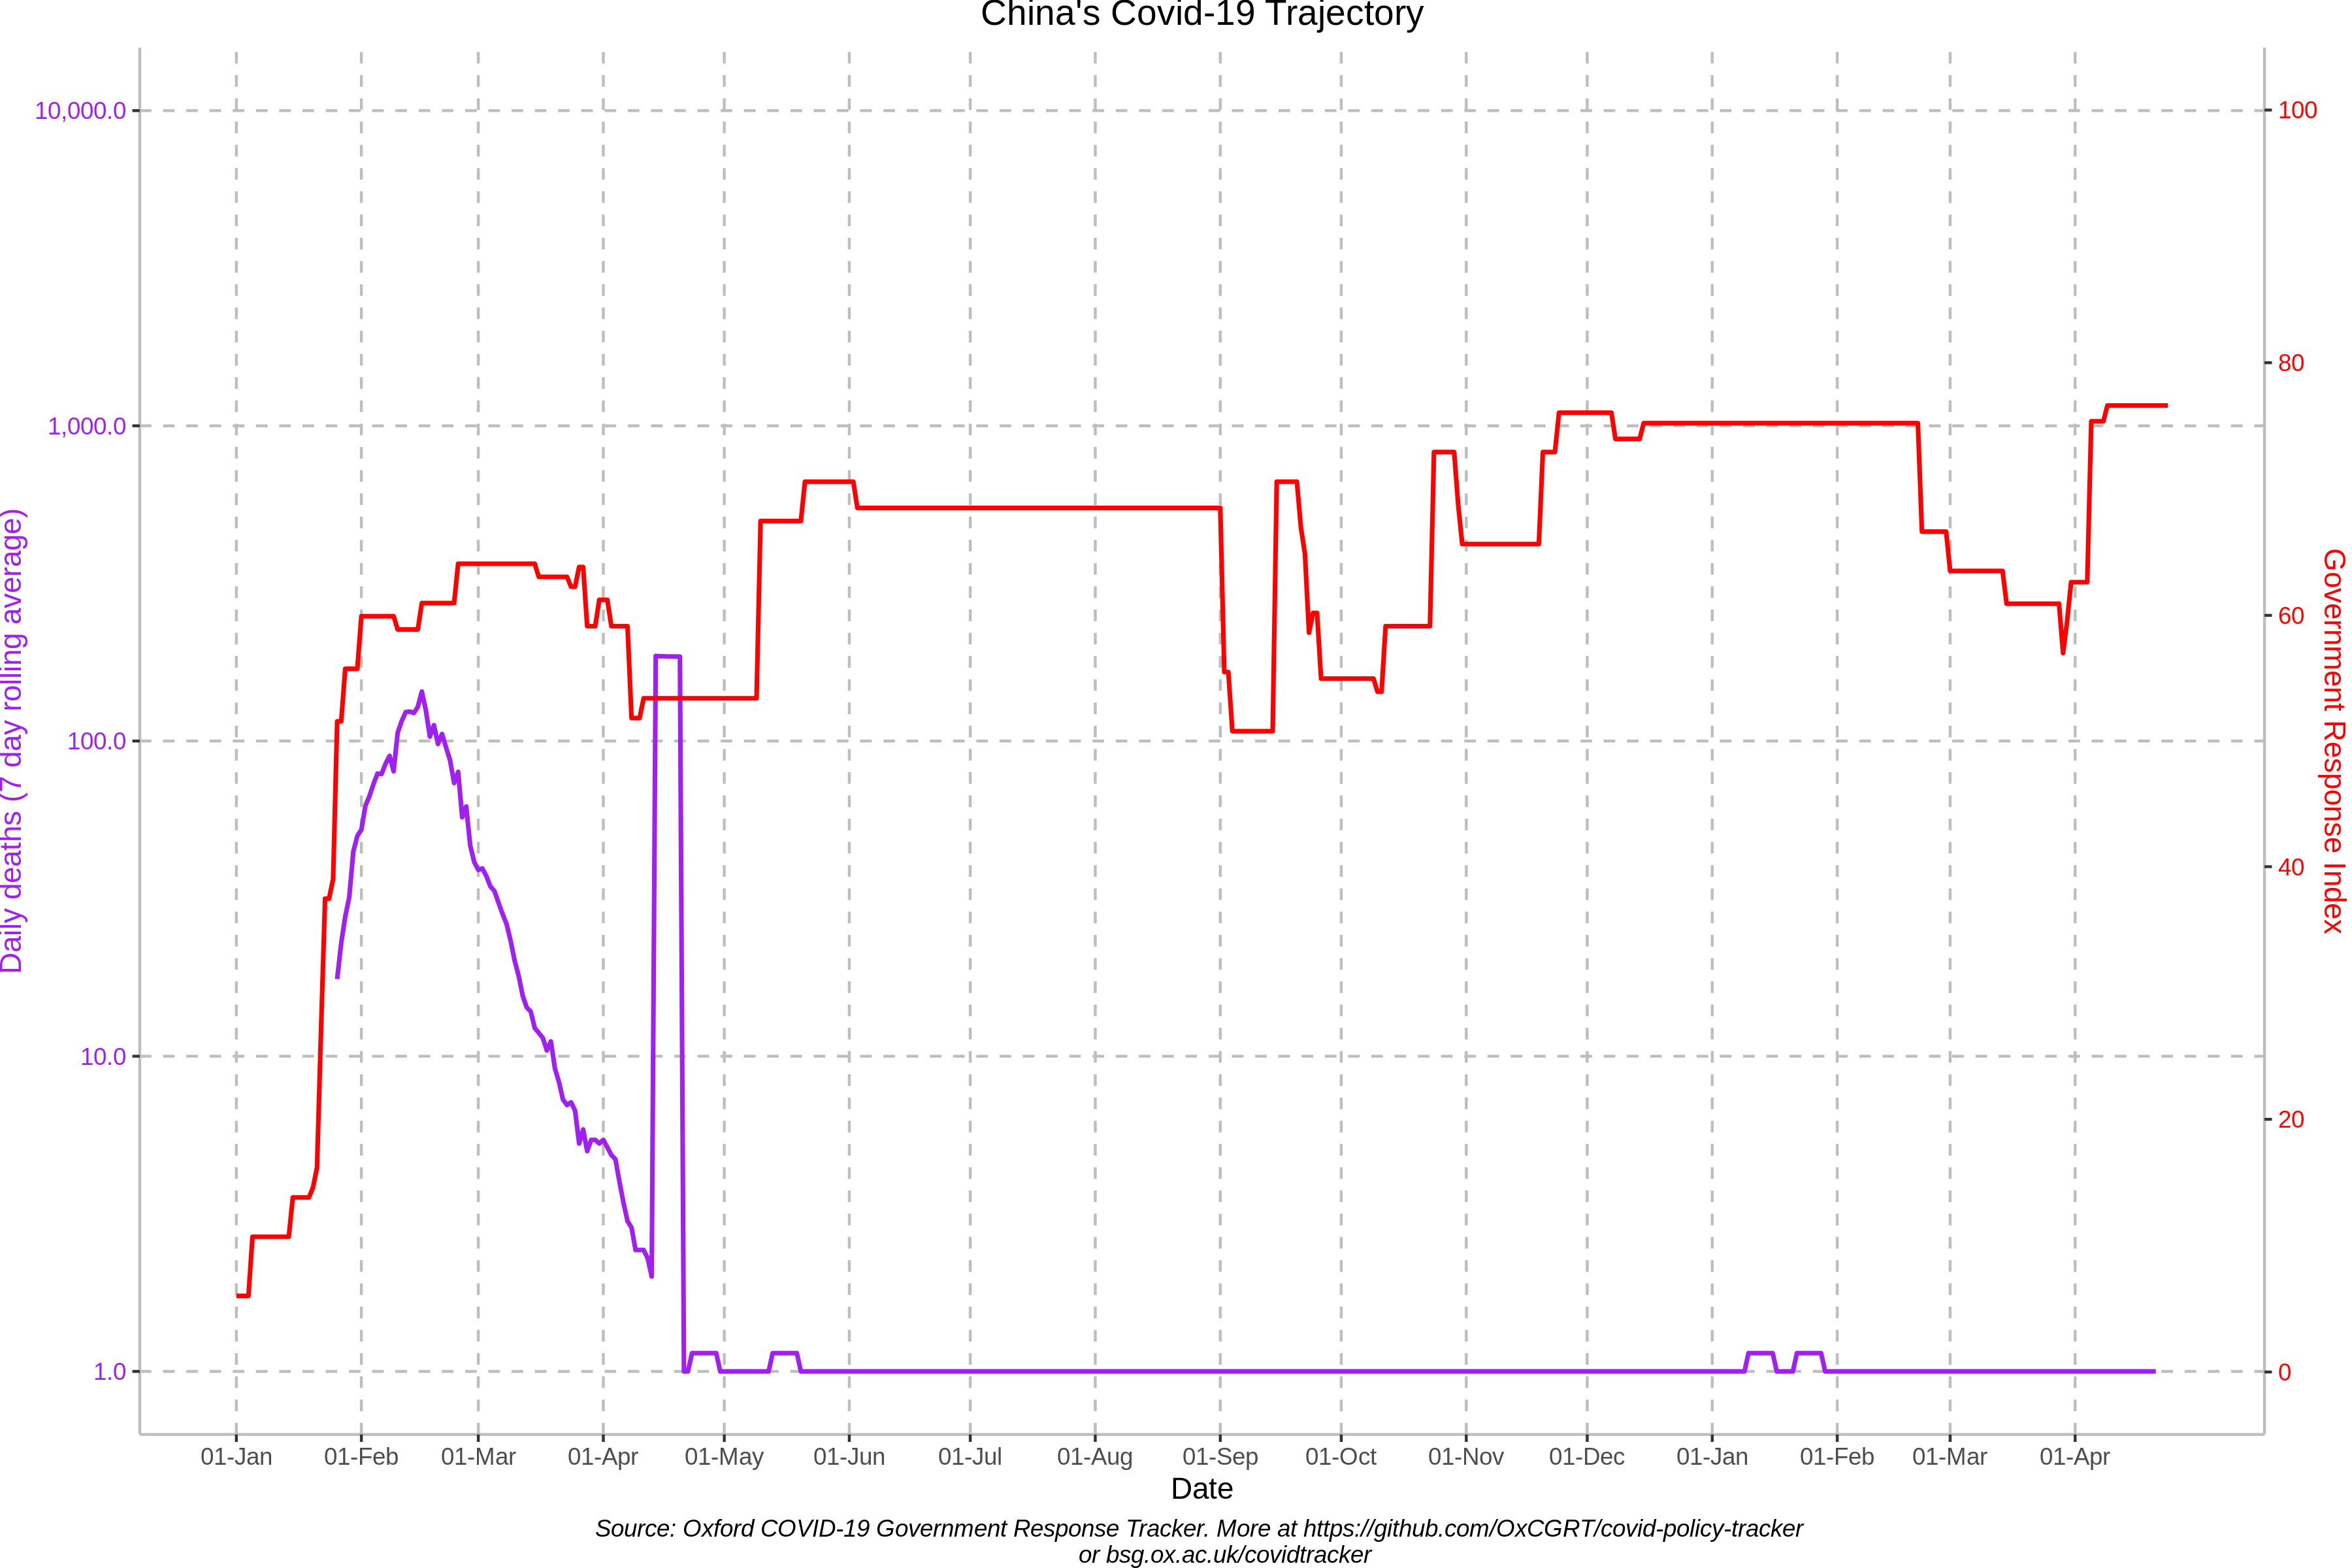 China's Covid-19 Trajectory
Daily deaths (7 day rolling average)
10,000.0
1,000.0
100.0
10.0
1.0
100
80
60
40
20
0
Government Response Index
01-Jan 01-Feb 01-Mar 01-Apr 01-May 01-Jun 01-Jul 01-Aug 01-Sep 01-Oct 01-Nov 01-Dec 01-Jan 01-Feb 01-Mar 01-Apr
Date
Source: Oxford COVID-19 Government Response Tracker. More at https://github.com/OxCGRT/covid-policy-tracker
or bsg.ox.ac.uk/covidtracker